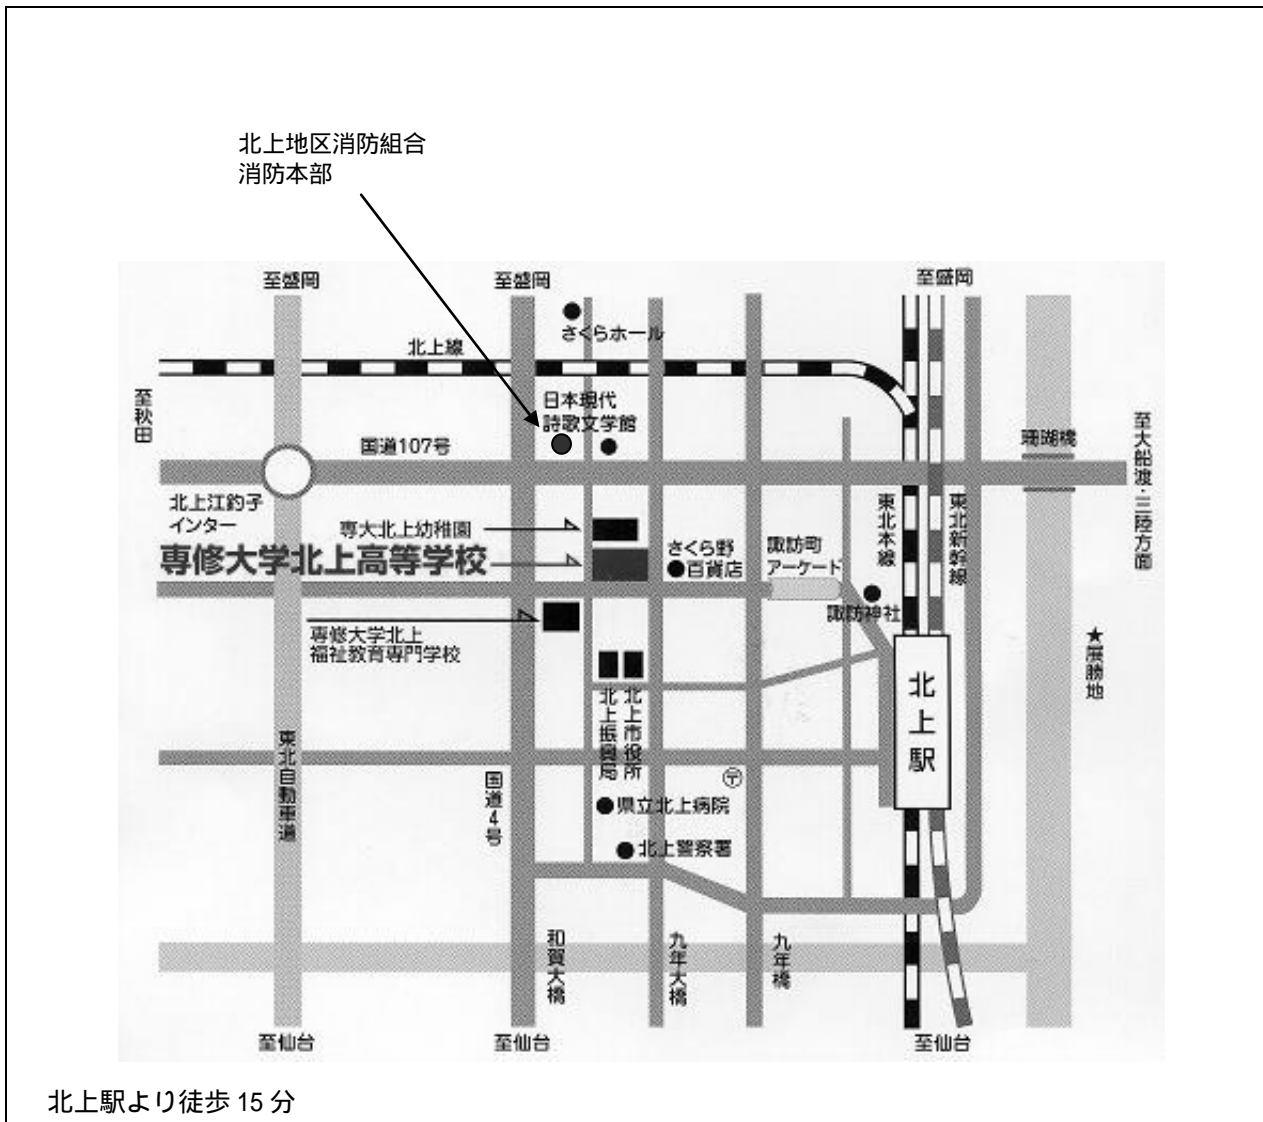 北上地区消防組合
消防本部
至盛岡
至盛岡
至盛岡
さくらホール
北上線
至秋田
日本現代
詩歌文学館
国道107号
珊瑚橋
至大船渡・三陸方面
北上江釣子
インター
専大北上幼稚園
専修大学北上高等学校
さくら野
百貨店
諏訪町
アーケード
東北本線
東北新幹線
諏訪神社
専修大学北上
福祉教育専門学校
★展勝地
北上駅
北上振興局
北上市役所
東北自動車道
国道4号
〒
県立北上病院
北上警察署
和賀大橋
九年大橋
九年橋
至仙台
至仙台
至仙台
北上駅より徒歩 15 分